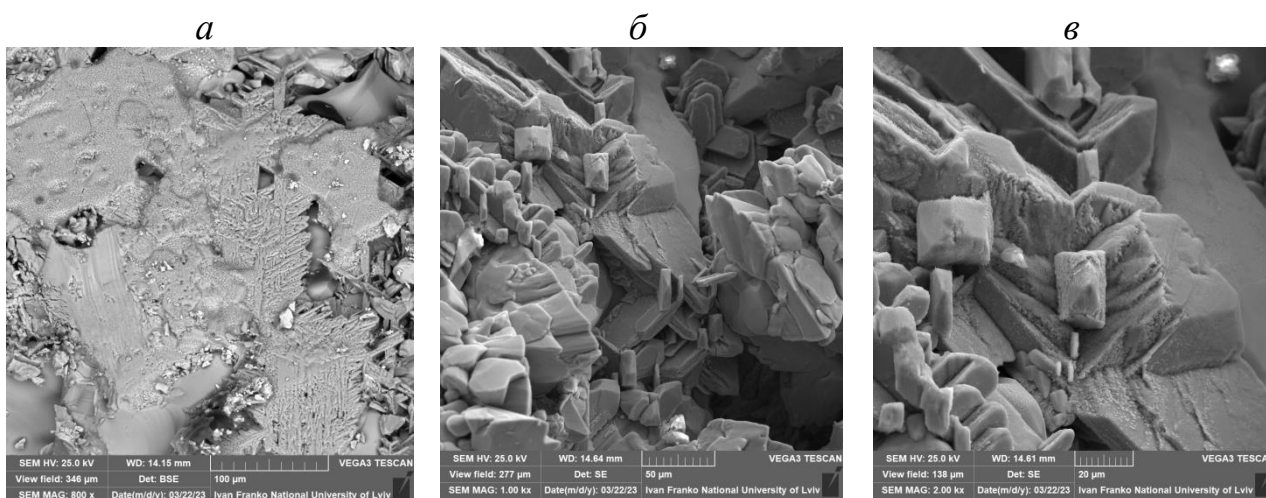 а
б
в
SEM HV: 25.0 kV
WD: 14.15 mm
VEGA3 TESCAN
View field: 346 µm
Det: BSE
100 µm
SEM MAG: 800 x
Date(m/d/y): 03/22/23
Ivan Franko National University of Lviv
SEM HV: 25.0 kV
WD: 14.64 mm
VEGA3 TESCAN
View field: 277 µm
Det: SE
50 µm
SEM MAG: 1.00 kx
Date(m/d/y): 03/22/23
Ivan Franko National University of Lviv
SEM HV: 25.0 kV
WD: 14.61 mm
VEGA3 TESCAN
View field: 138 µm
Det: SE
20 µm
SEM MAG: 2.00 kx
Date(m/d/y): 03/22/23
Ivan Franko National University of Lviv